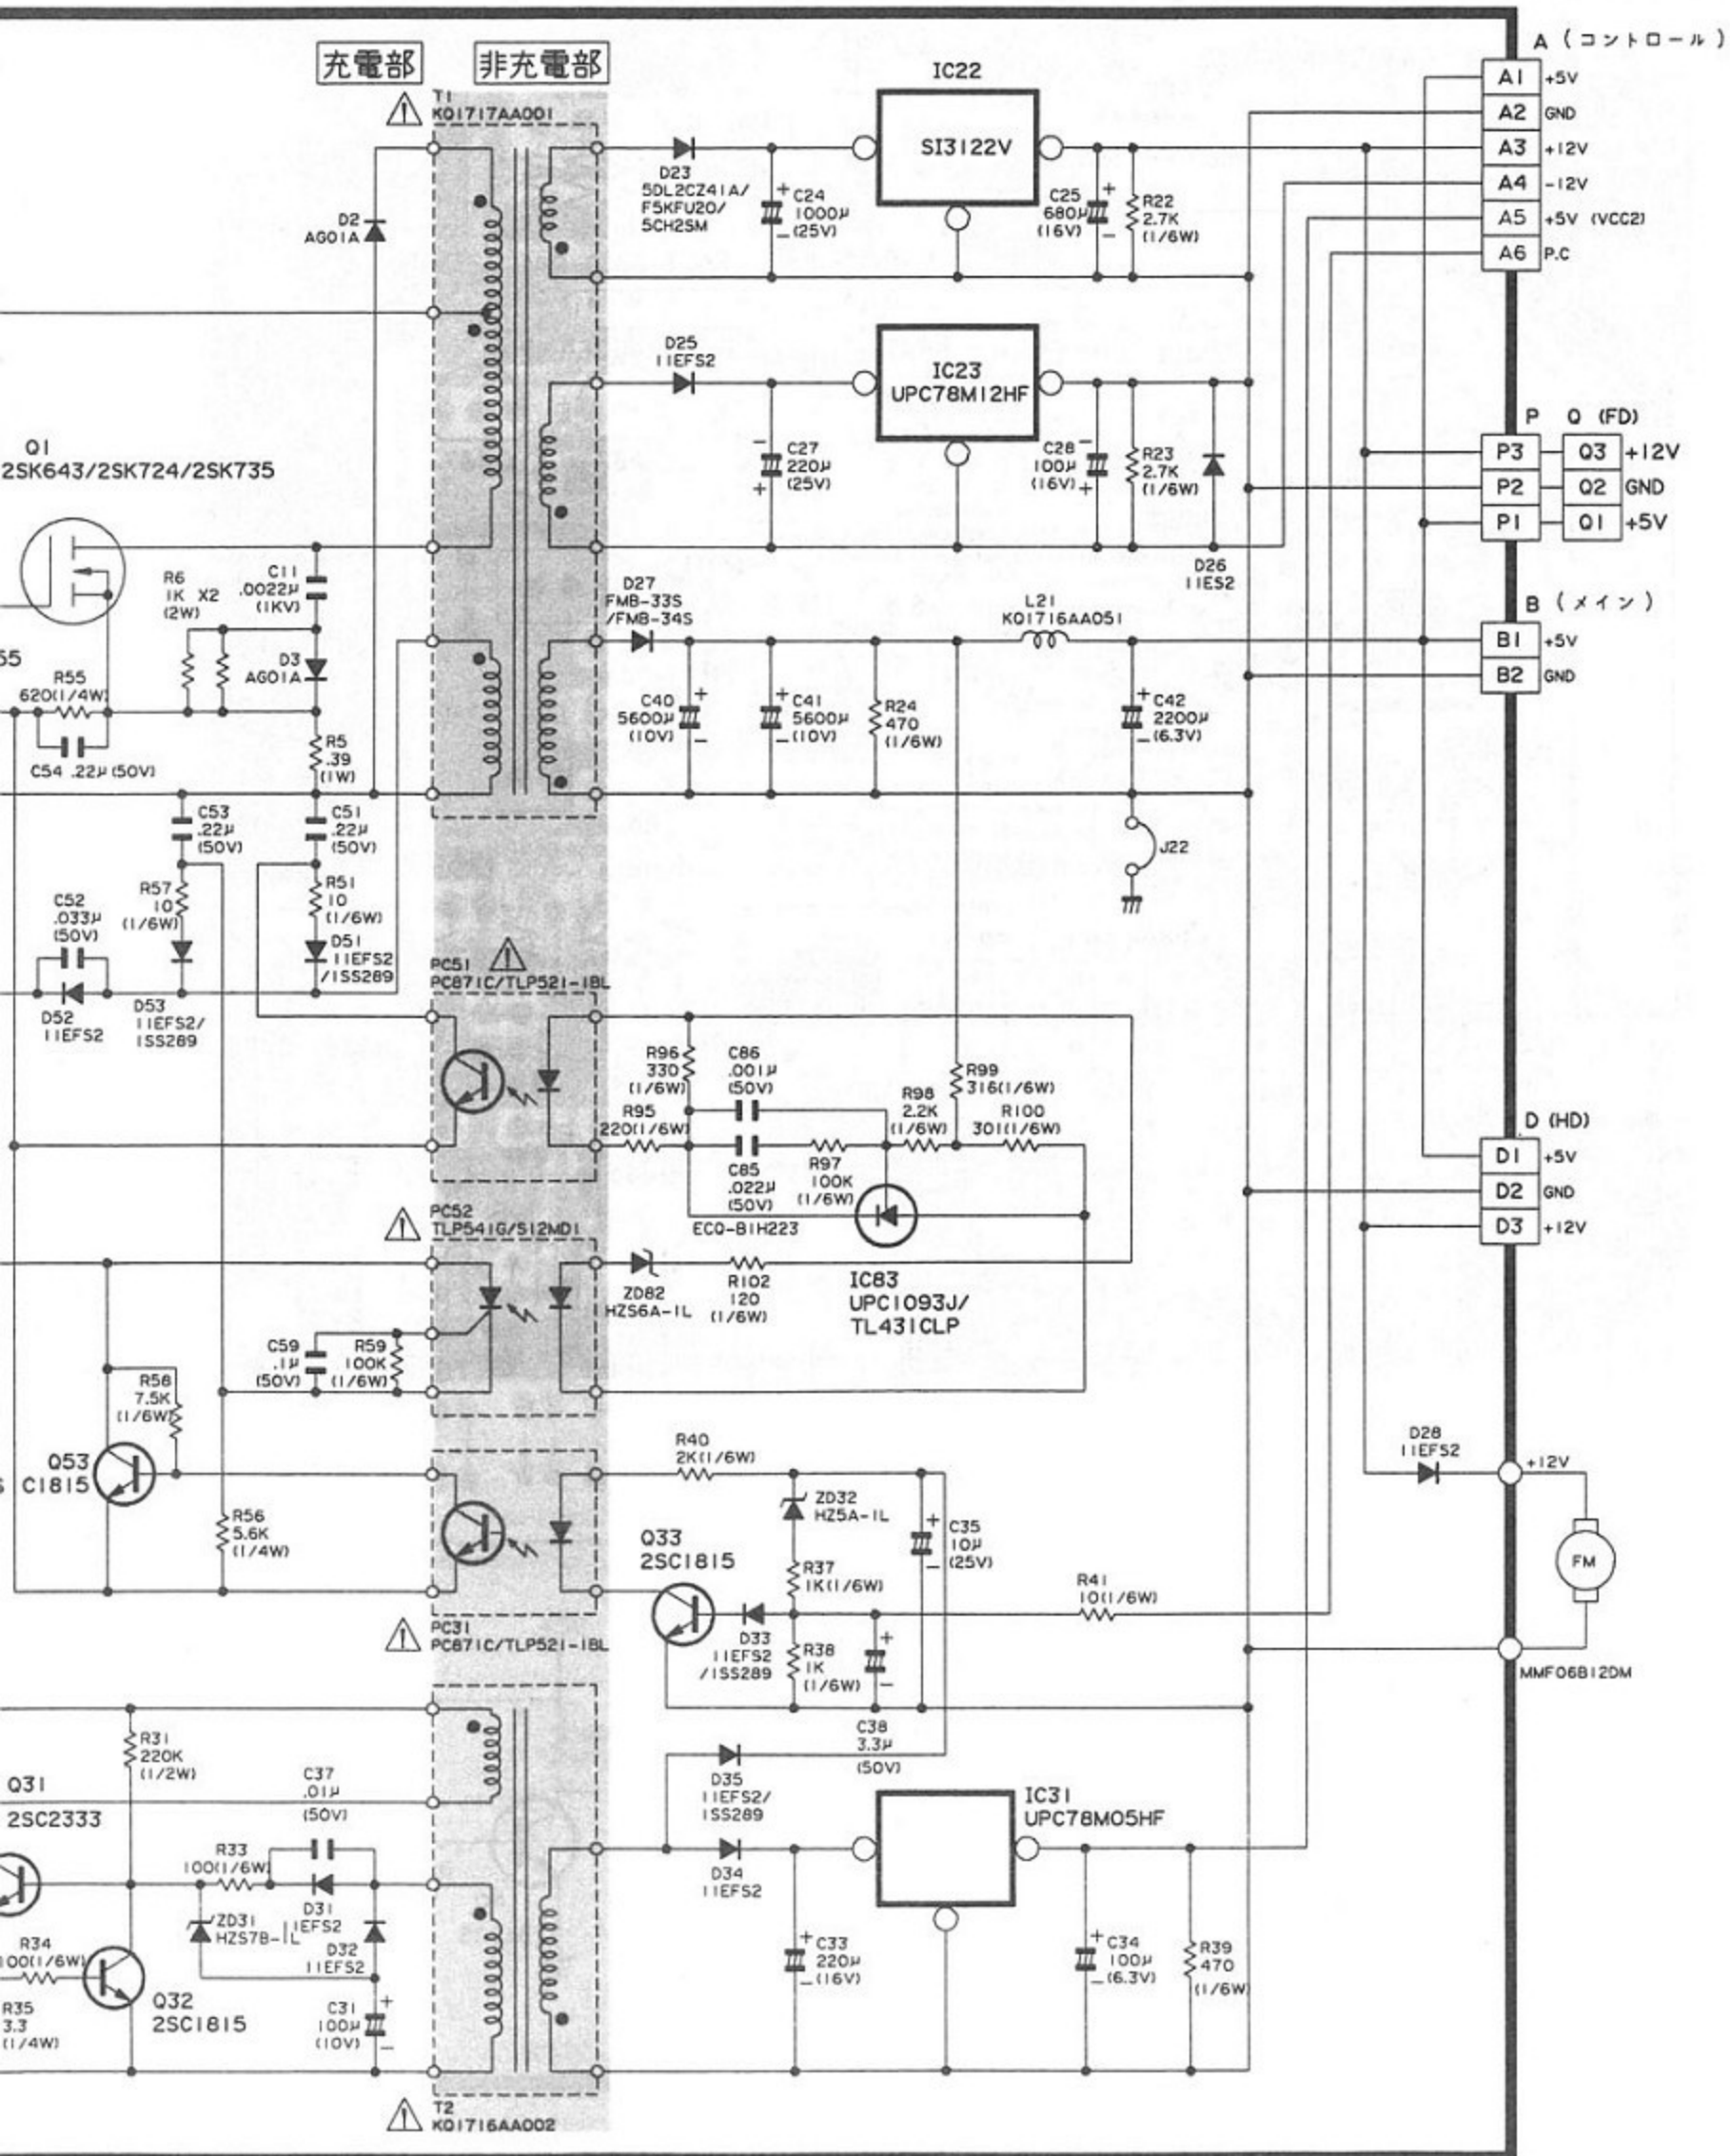 充電部
非充電部
A (コントロール)
T1
KQ1717AA001
IC22
SI3122V
A1 +5V
A2 GND
A3 +12V
A4 -12V
A5 +5V (VCC2)
A6 P.C
D2
AG01A
D23
5DL2CZ41A/
F5KFU20/
5CH2SM
+
C24
1000μ
(25V)
−
C25
680μ
(16V)
+
−
R22
2.7K
(1/6W)
D25
11EFS2
IC23
UPC78M12HF
−
C27
220μ
(25V)
+
−
C28
100μ
(16V)
+
R23
2.7K
(1/6W)
D26
11ES2
P Q (FD)
P3 Q3 +12V
P2 Q2 GND
P1 Q1 +5V
Q1
2SK643/2SK724/2SK735
R6
1K X2
(2W)
C11
.0022μ
(1KV)
D3
AG01A
55
R55
620(1/4W)
C54 .22μ(50V)
R5
.39
(1W)
D27
FMB-33S
/FMB-34S
L21
KQ1716AA051
B (メイン)
B1 +5V
B2 GND
C40
5600μ
(10V)
+
−
+
C41
5600μ
(10V)
−
R24
470
(1/6W)
+
C42
2200μ
(6.3V)
−
J22
C53
.22μ
(50V)
C51
.22μ
(50V)
R57
10
(1/6W)
R51
10
(1/6W)
C52
.033μ
(50V)
D51
11EFS2
/1SS289
D52
11EFS2
D53
11EFS2/
1SS289
PC51
PC871C/TLP521-1BL
R96
330
(1/6W)
C86
.001μ
(50V)
R95
220(1/6W)
C85
.022μ
(50V)
ECQ-B1H223
R97
100K
(1/6W)
R98
2.2K
(1/6W)
R99
316(1/6W)
R100
301(1/6W)
IC83
UPC1093J/
TL431CLP
D (HD)
D1 +5V
D2 GND
D3 +12V
PC52
TLP541G/S12MD1
ZD82
HZS6A-1L
R102
120
(1/6W)
C59
.1μ
(50V)
R59
100K
(1/6W)
R58
7.5K
(1/6W)
Q53
S C1815
R56
5.6K
(1/4W)
PC31
PC871C/TLP521-1BL
R40
2K(1/6W)
ZD32
HZ5A-1L
Q33
2SC1815
+
C35
10μ
(25V)
−
R37
1K(1/6W)
D33
11EFS2
/1SS289
R38
1K
(1/6W)
+
−
C38
3.3μ
(50V)
R41
10(1/6W)
D28
11EFS2
+12V
FM
MMF06B12DM
R31
220K
(1/2W)
Q31
2SC2333
C37
.01μ
(50V)
R33
100(1/6W)
D31
11EFS2
ZD31
HZS7B-1L
D32
11EFS2
R34
100(1/6W)
R35
3.3
(1/4W)
Q32
2SC1815
C31
100μ
(10V)
+
−
D35
11EFS2/
1SS289
D34
11EFS2
IC31
UPC78M05HF
+
C33
220μ
(16V)
−
+
C34
100μ
(6.3V)
−
R39
470
(1/6W)
T2
KQ1716AA002